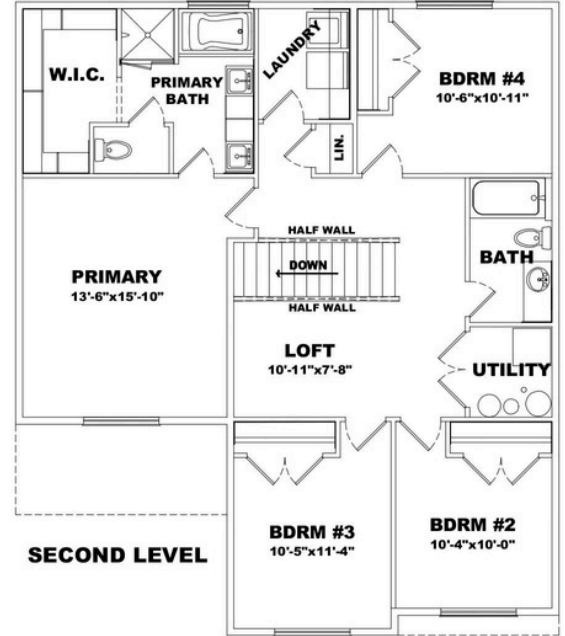 W.I.C.
PRIMARY
BATH
LAUNDRY
BDRM #4
10'-6"x10'-11"
LIN.
HALF WALL
DOWN
HALF WALL
BATH
PRIMARY
13'-6"x15'-10"
LOFT
10'-11"x7'-8"
UTILITY
BDRM #3
10'-5"x11'-4"
BDRM #2
10'-4"x10'-0"
SECOND LEVEL